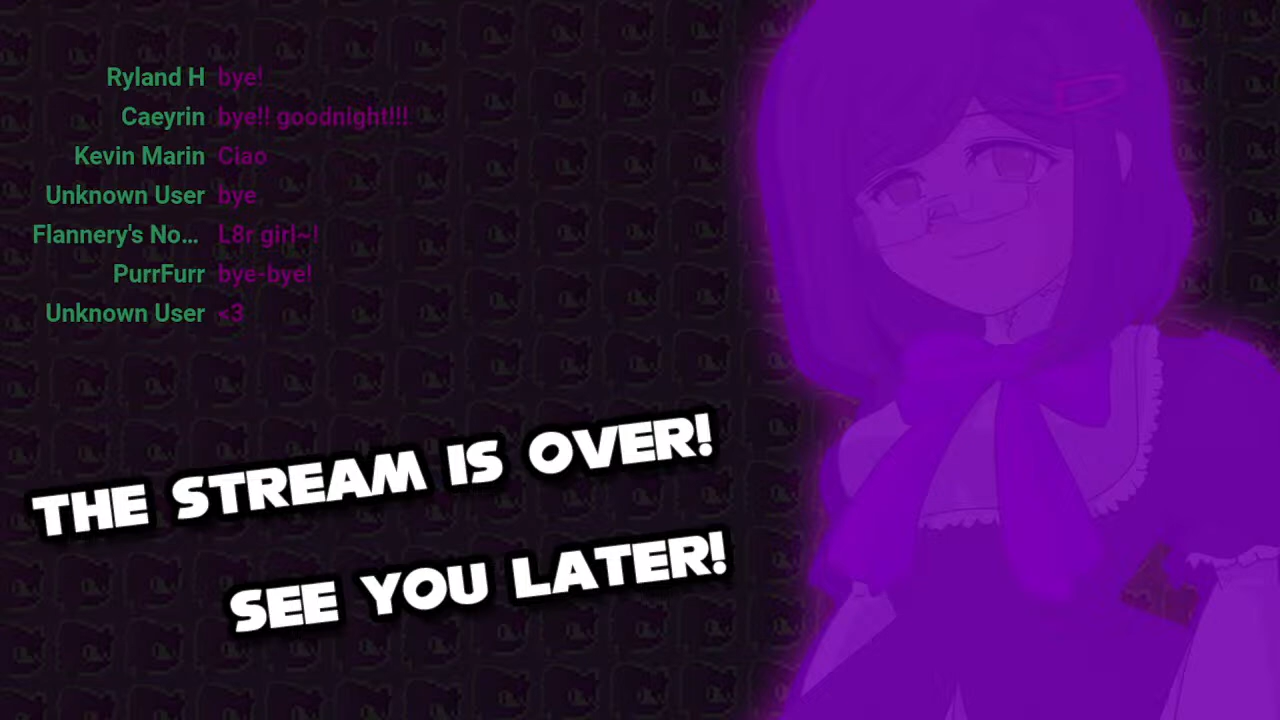 Ryland H bye!
Caeyrin bye!! goodnight!!!
Kevin Marin Ciao
Unknown User bye
Flannery's No... L8r girl~!
PurrFurr bye-bye!
Unknown User <3
THE STREAM IS OVER!
SEE YOU LATER!